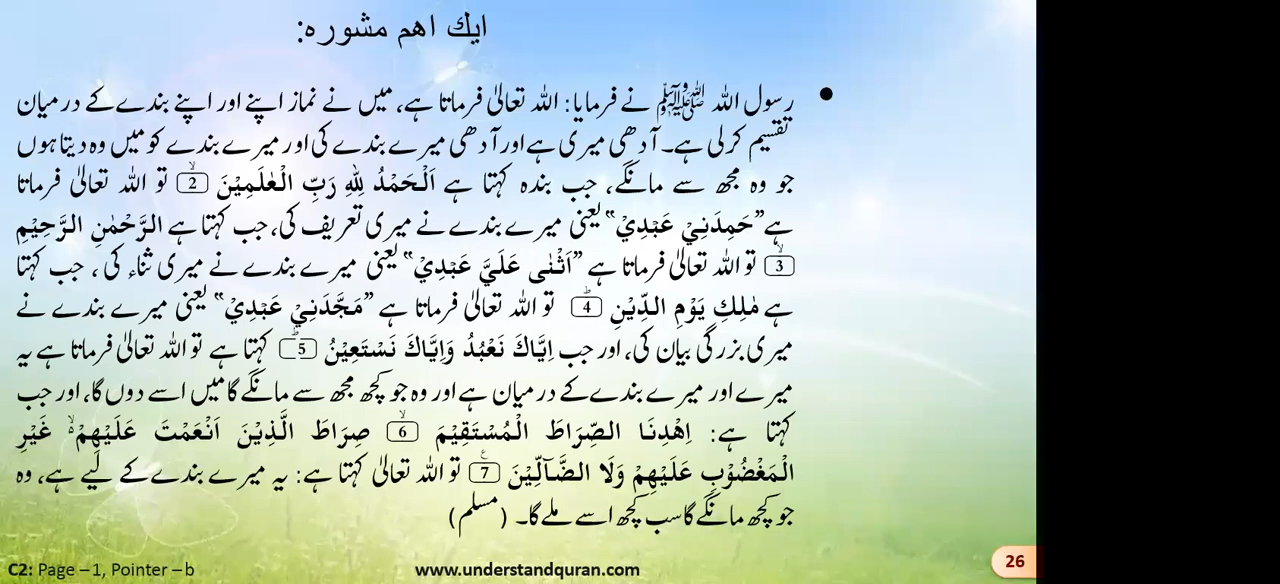 ایک اهم مشوره:
• رسول اللہ ﷺ نے فرمایا: اللہ تعالیٰ فرماتا ہے، میں نے نماز اپنے اور اپنے بندے کے درمیان
تقسیم کرلی ہے۔ آدھی میری ہے اور آدھی میرے بندے کی اور میرے بندے کو میں وہ دیتا ہوں
جو وہ مجھ سے مانگے، جب بندہ کہتا ہے اَلْحَمْدُ لِلّٰهِ رَبِّ الْعٰلَمِيْنَ ۙ 2 تو اللہ تعالیٰ فرماتا
ہے ”حَمِدَنِيْ عَبْدِيْ“ یعنی میرے بندے نے میری تعریف کی، جب کہتا ہے الرَّحْمٰنِ الرَّحِيْمِ
ۙ 3 تو اللہ تعالیٰ فرماتا ہے ”اَثْنٰى عَلَيَّ عَبْدِيْ“ یعنی میرے بندے نے میری ثناء کی، جب کہتا
ہے مٰلِكِ يَوْمِ الدِّيْنِ ۭ 4 تو اللہ تعالیٰ فرماتا ہے ”مَجَّدَنِيْ عَبْدِيْ“ یعنی میرے بندے نے
میری بزرگی بیان کی، اور جب اِيَّاكَ نَعْبُدُ وَاِيَّاكَ نَسْتَعِيْنُ ۭ 5 کہتا ہے تو اللہ تعالیٰ فرماتا ہے یہ
میرے اور میرے بندے کے درمیان ہے اور وہ جو کچھ مجھ سے مانگے گا میں اسے دوں گا، اور جب
کہتا ہے: اِهْدِنَا الصِّرَاطَ الْمُسْتَقِيْمَ ۙ 6 صِرَاطَ الَّذِيْنَ اَنْعَمْتَ عَلَيْهِمْ ۙ غَيْرِ
الْمَغْضُوْبِ عَلَيْهِمْ وَلَا الضَّآلِّيْنَ ۧ 7 تو اللہ تعالیٰ کہتا ہے: یہ میرے بندے کے لیے ہے، وہ
جو کچھ مانگے گا سب کچھ اسے ملے گا۔ (مسلم)
C2: Page – 1, Pointer – b
www.understandquran.com
26